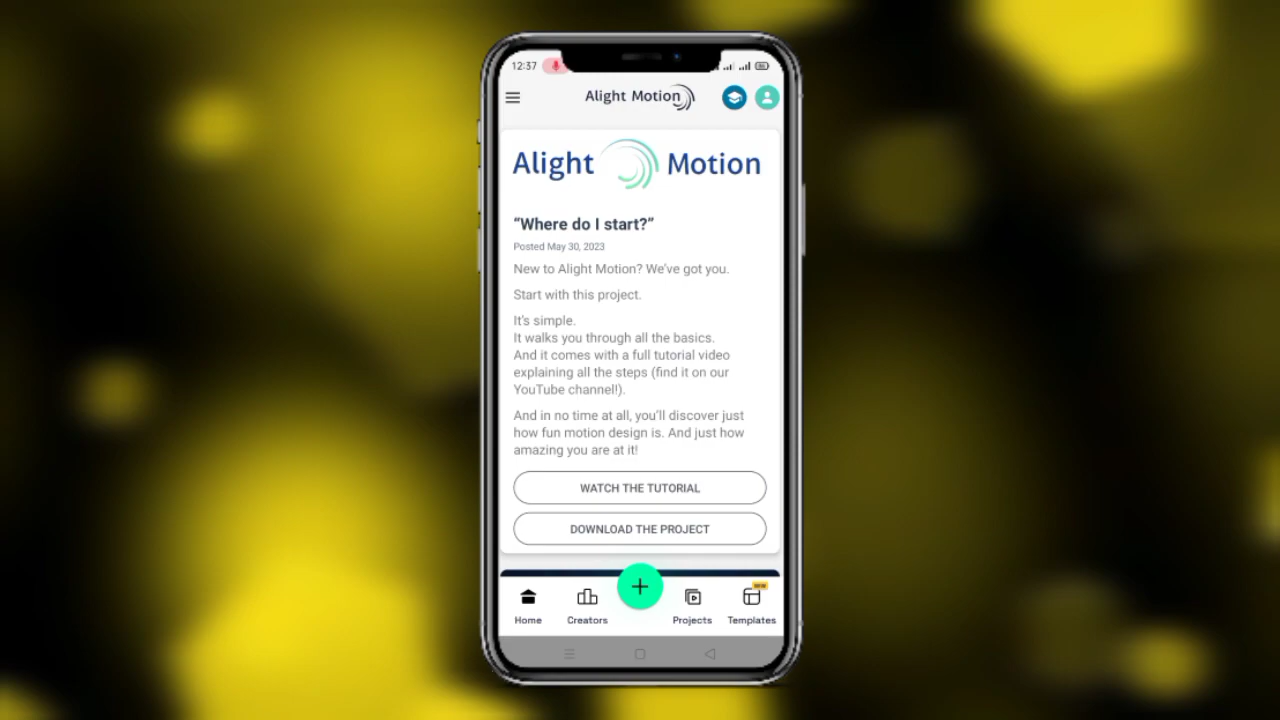 12:37
Alight Motion
Alight Motion
“Where do I start?”
Posted May 30, 2023
New to Alight Motion? We’ve got you.
Start with this project.
It’s simple.
It walks you through all the basics.
And it comes with a full tutorial video
explaining all the steps (find it on our
YouTube channel!).
And in no time at all, you’ll discover just
how fun motion design is. And just how
amazing you are at it!
WATCH THE TUTORIAL
DOWNLOAD THE PROJECT
NEW
Home Creators Projects Templates